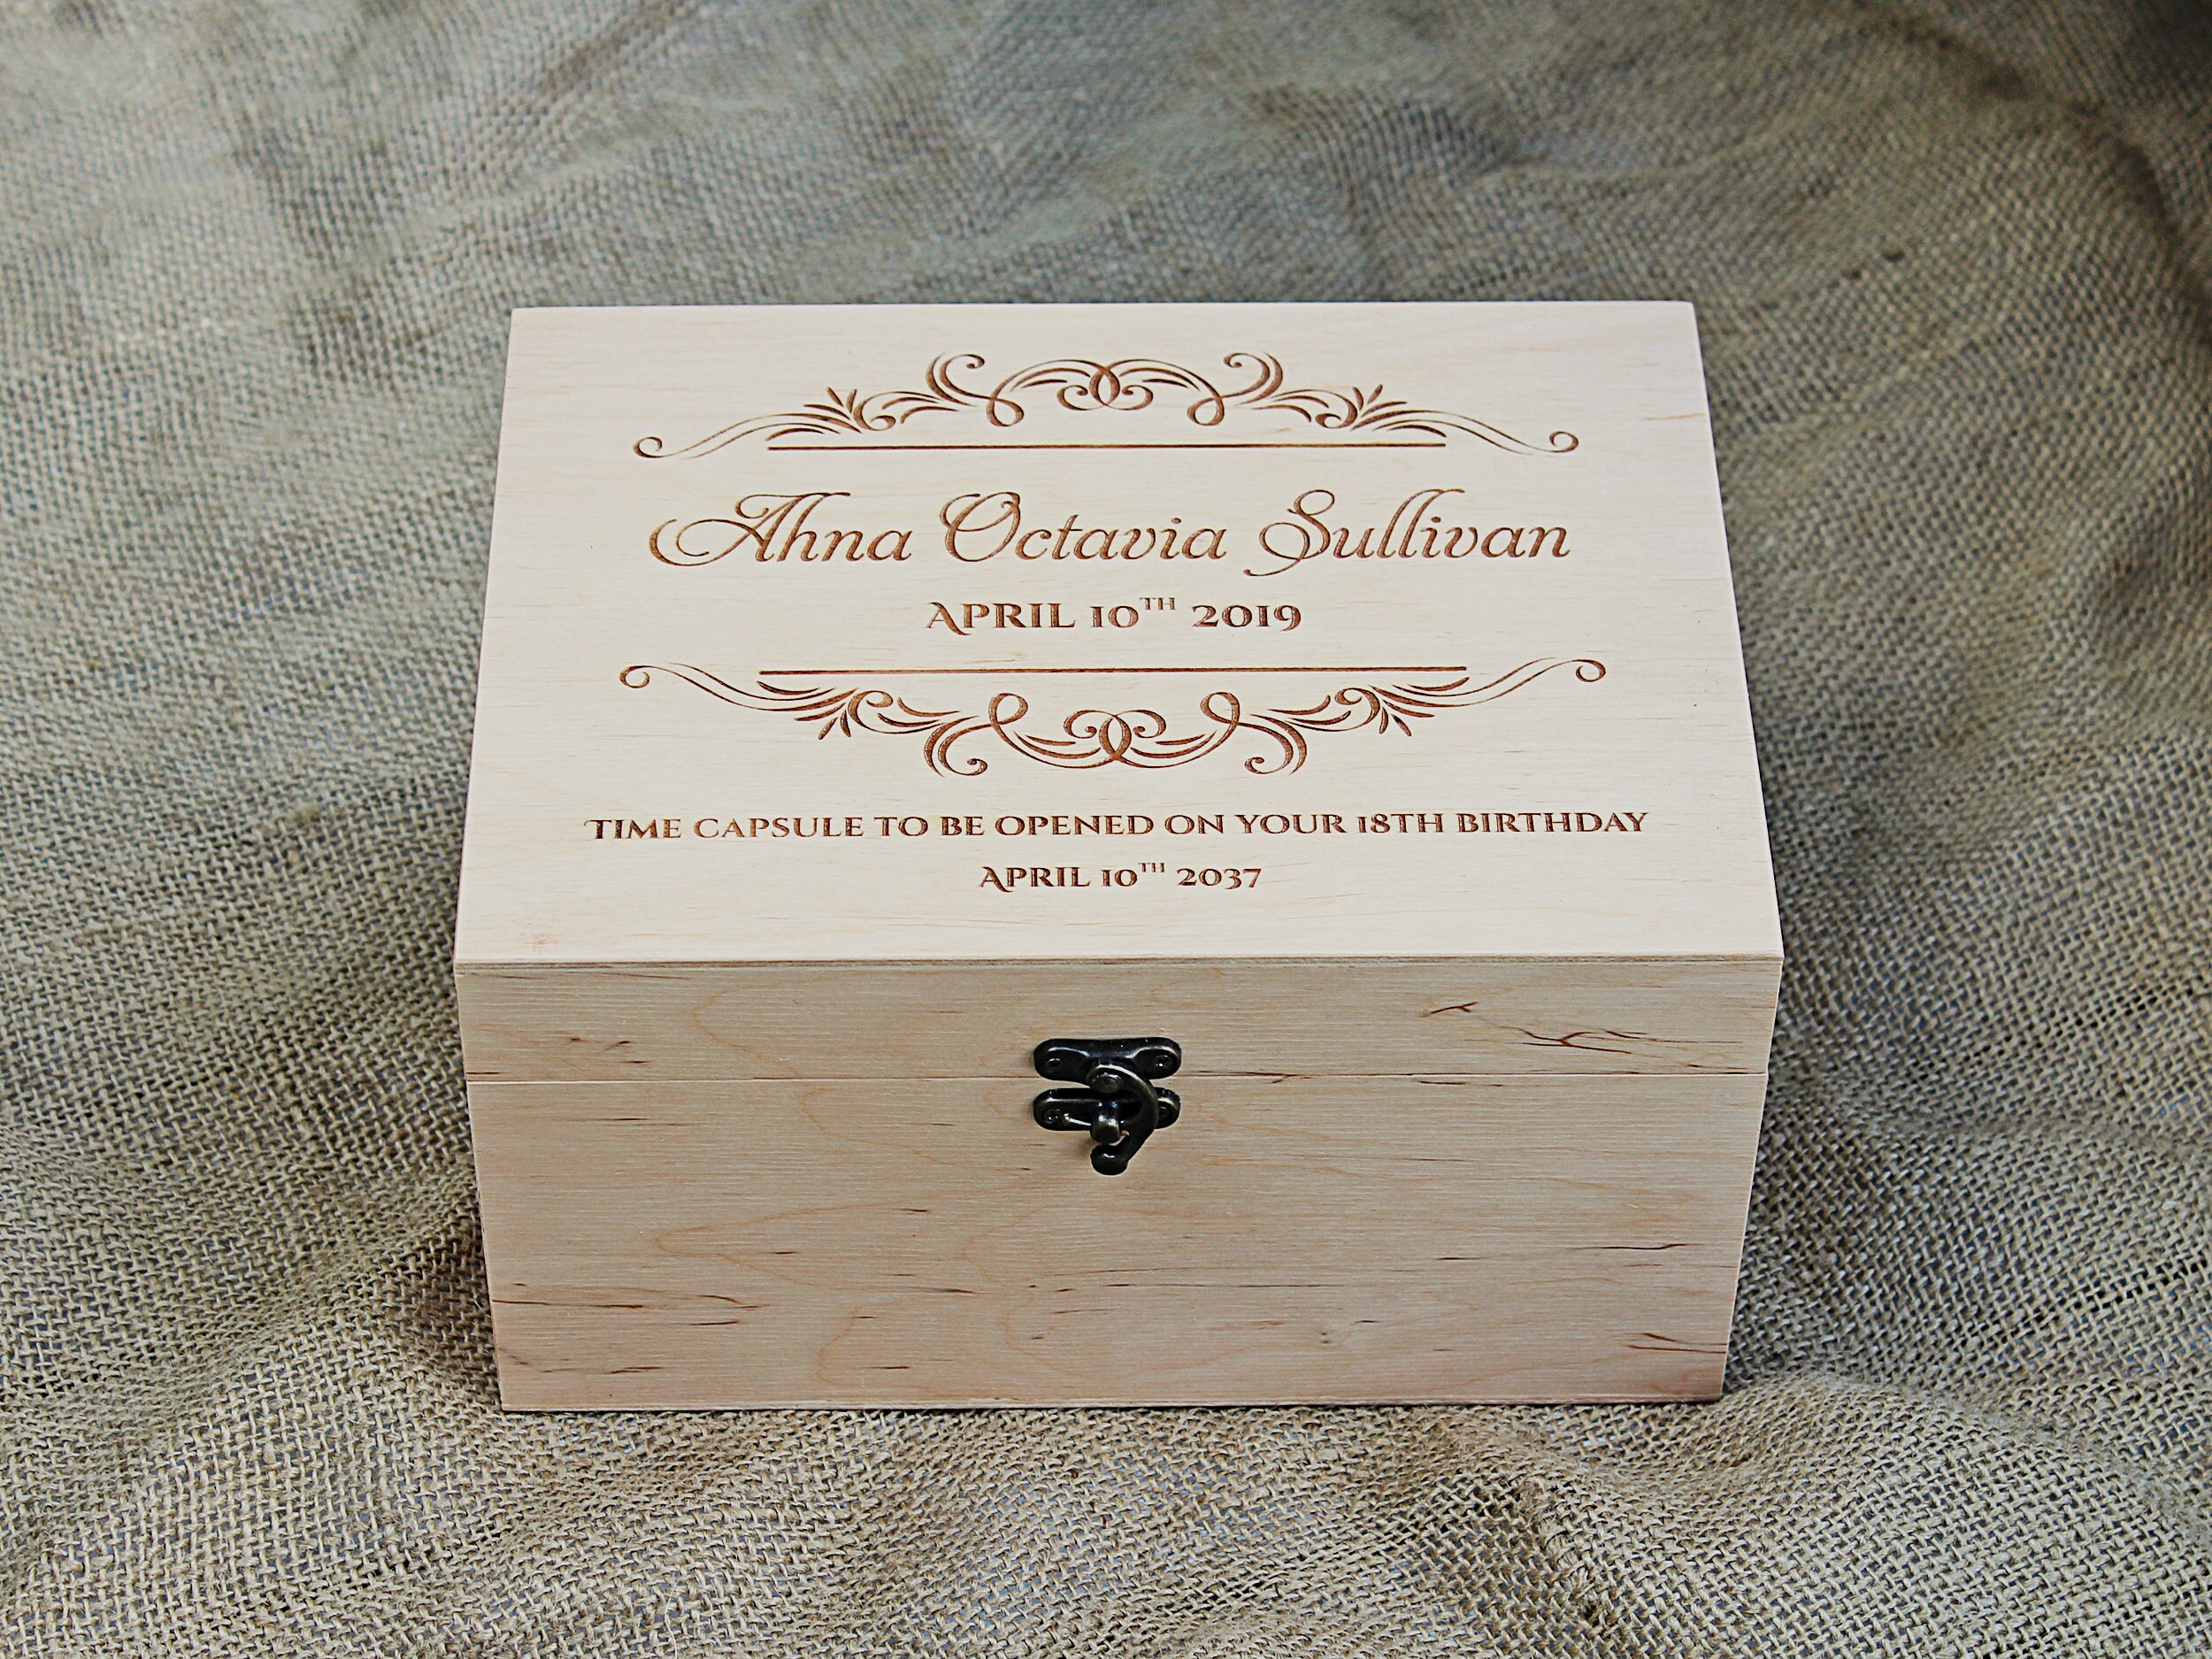 Ahna Octavia Sullivan
APRIL 10TH 2019
TIME CAPSULE TO BE OPENED ON YOUR 18TH BIRTHDAY
APRIL 10TH 2037